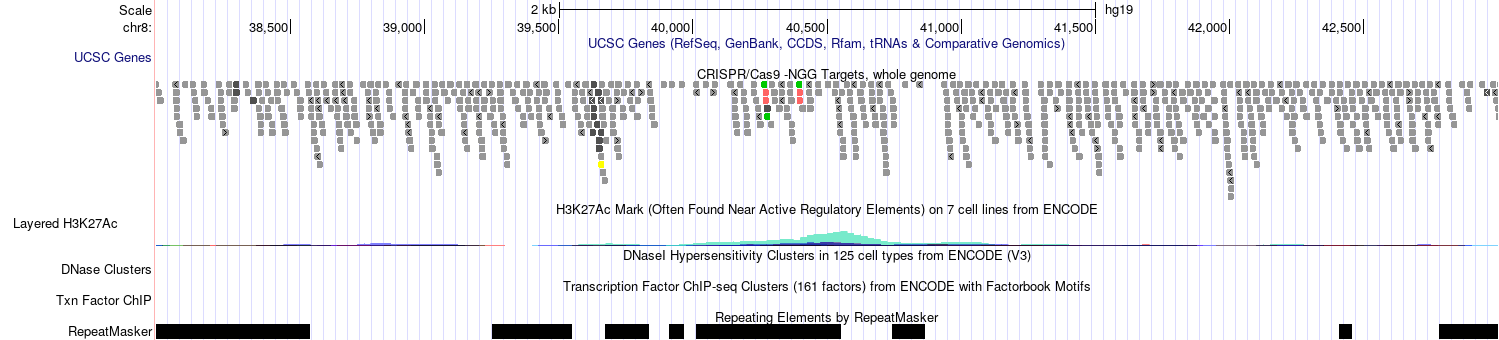 Scale 2 kb hg19
chr8: 38,500 39,000 39,500 40,000 40,500 41,000 41,500 42,000 42,500
UCSC Genes (RefSeq, GenBank, CCDS, Rfam, tRNAs & Comparative Genomics)
UCSC Genes
CRISPR/Cas9 -NGG Targets, whole genome
H3K27Ac Mark (Often Found Near Active Regulatory Elements) on 7 cell lines from ENCODE
Layered H3K27Ac
DNaseI Hypersensitivity Clusters in 125 cell types from ENCODE (V3)
DNase Clusters
Transcription Factor ChIP-seq Clusters (161 factors) from ENCODE with Factorbook Motifs
Txn Factor ChIP
Repeating Elements by RepeatMasker
RepeatMasker